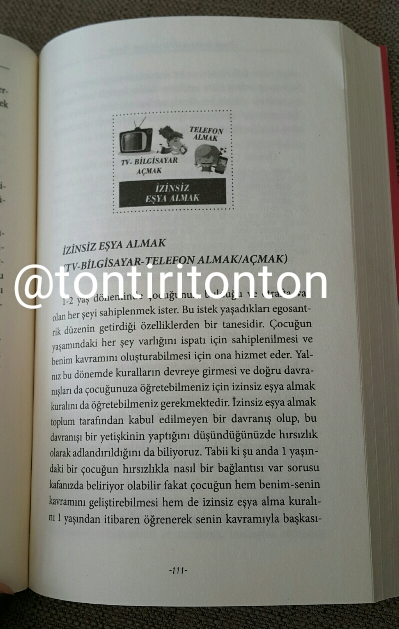 TELEFON
ALMAK
TV- BİLGİSAYAR
AÇMAK
İZİNSİZ
EŞYA ALMAK
İZİNSİZ EŞYA ALMAK
(TV-BİLGİSAYAR-TELEFON ALMAK/AÇMAK)
@tontiritonton
1-2 yaş döneminde çocuğunuz
olan her şeyi sahiplenmek ister. Bu istek yaşadıkları egosant-
rik düzenin getirdiği özelliklerden bir tanesidir. Çocuğun
yaşamındaki her şey varlığını ispatı için sahiplenilmesi ve
benim kavramını oluşturabilmesi için ona hizmet eder. Yal-
nız bu dönemde kuralların devreye girmesi ve doğru davra-
nışları da çocuğunuza öğretebilmeniz için izinsiz eşya almak
kuralını da öğretebilmeniz gerekmektedir. İzinsiz eşya almak
toplum tarafından kabul edilmeyen bir davranış olup, bu
davranışı bir yetişkinin yaptığını düşündüğünüzde hırsızlık
olarak adlandırıldığını da biliyoruz. Tabii ki şu anda 1 yaşın-
daki bir çocuğun hırsızlıkla nasıl bir bağlantısı var sorusu
kafanızda beliriyor olabilir fakat çocuğun hem benim-senin
kavramını geliştirebilmesi hem de izinsiz eşya alma kuralı-
nı 1 yaşından itibaren öğrenerek senin kavramıyla başkası-
-111-